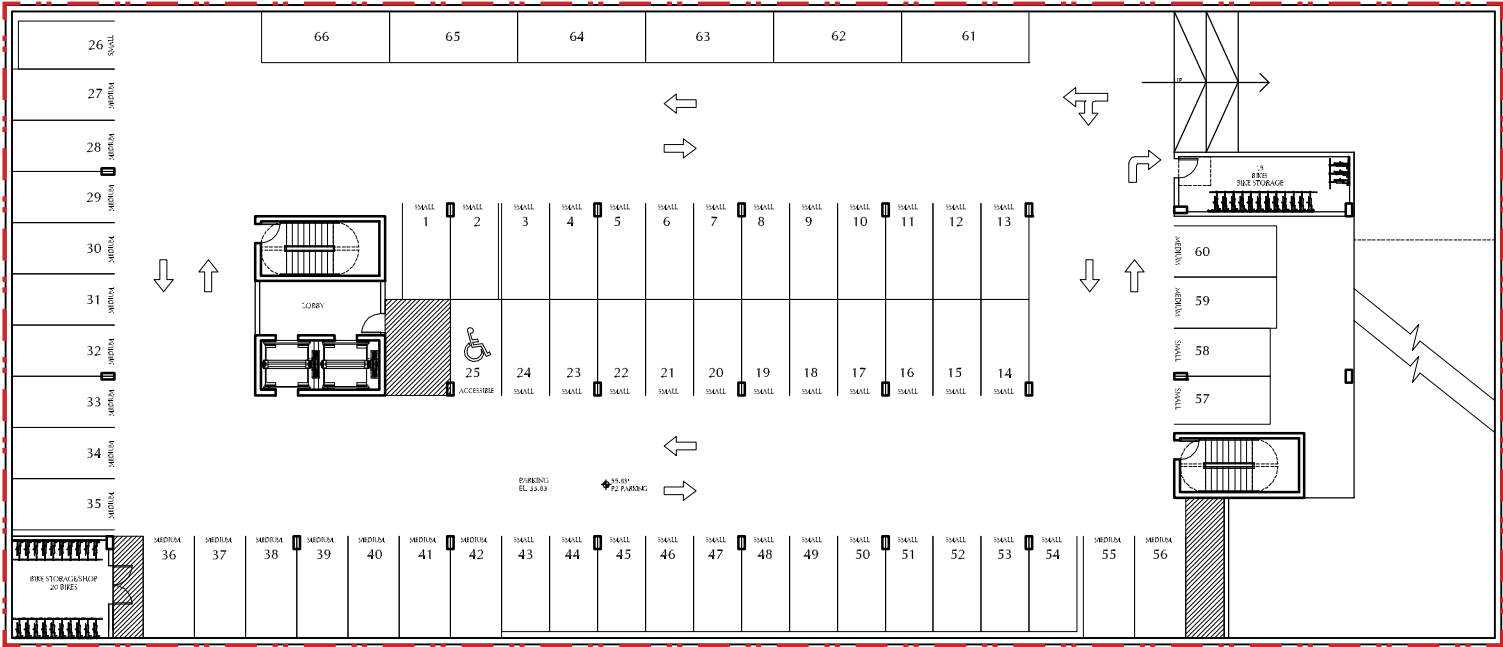 66 65 64 63 62 61
26 SMALL
27 MEDIUM
28 MEDIUM
29 MEDIUM
30 MEDIUM
31 MEDIUM
32 MEDIUM
33 MEDIUM
34 MEDIUM
35 MEDIUM
UP
15
BIKES
BIKE STORAGE
SMALL SMALL SMALL SMALL SMALL SMALL SMALL SMALL SMALL SMALL SMALL SMALL SMALL
1 2 3 4 5 6 7 8 9 10 11 12 13
LOBBY
MEDIUM 60
MEDIUM 59
SMALL 58
SMALL 57
25 24 23 22 21 20 19 18 17 16 15 14
ACCESSIBLE SMALL SMALL SMALL SMALL SMALL SMALL SMALL SMALL SMALL SMALL SMALL
PARKING
EL 55.83
55.83'
P2 PARKING
MEDIUM MEDIUM MEDIUM MEDIUM MEDIUM MEDIUM MEDIUM SMALL SMALL SMALL SMALL SMALL SMALL SMALL SMALL SMALL SMALL SMALL SMALL MEDIUM MEDIUM
36 37 38 39 40 41 42 43 44 45 46 47 48 49 50 51 52 53 54 55 56
BIKE STORAGE/SHOP
20 BIKES